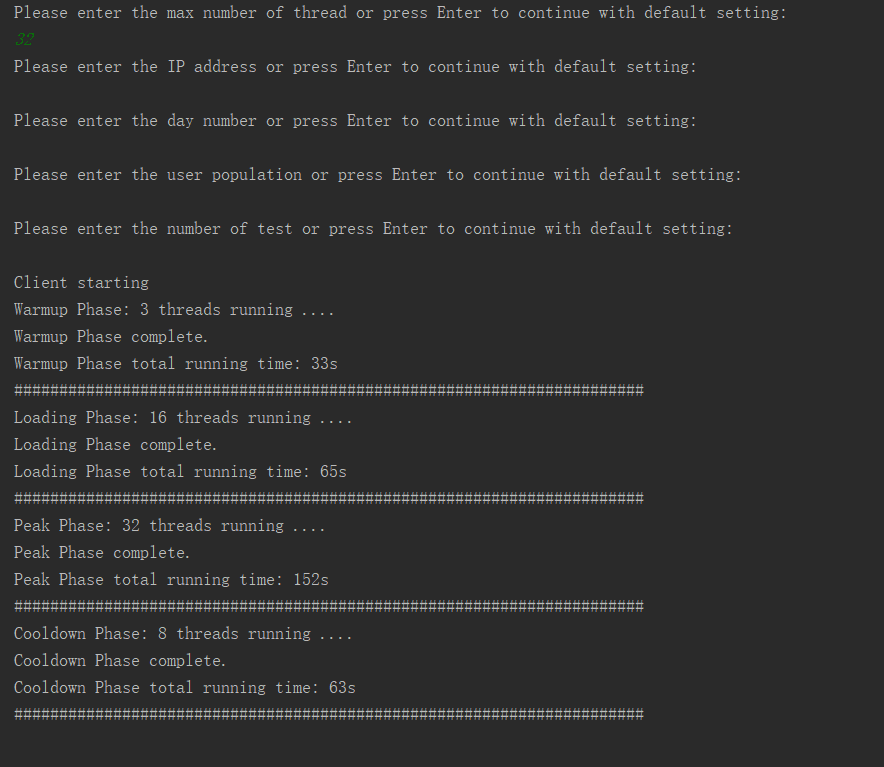 Please enter the max number of thread or press Enter to continue with default setting:
32
Please enter the IP address or press Enter to continue with default setting:
Please enter the day number or press Enter to continue with default setting:
Please enter the user population or press Enter to continue with default setting:
Please enter the number of test or press Enter to continue with default setting:
Client starting
Warmup Phase: 3 threads running ....
Warmup Phase complete.
Warmup Phase total running time: 33s
######################################################################
Loading Phase: 16 threads running ....
Loading Phase complete.
Loading Phase total running time: 65s
######################################################################
Peak Phase: 32 threads running ....
Peak Phase complete.
Peak Phase total running time: 152s
######################################################################
Cooldown Phase: 8 threads running ....
Cooldown Phase complete.
Cooldown Phase total running time: 63s
######################################################################